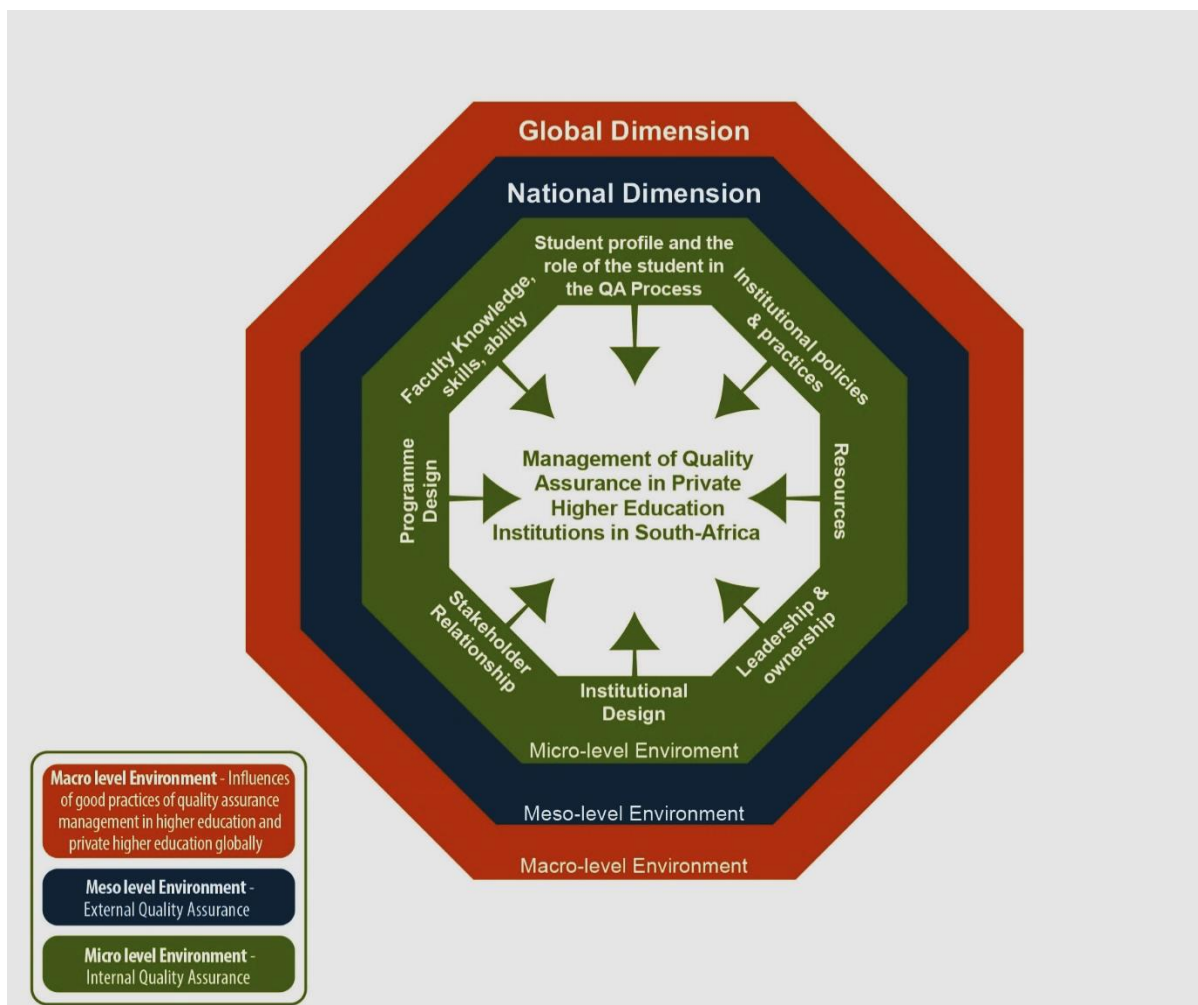 Global Dimension
National Dimension
Student profile and the
role of the student in
the QA Process
Faculty Knowledge,
skills, ability
Institutional policies
& practices
Programme
Design
Resources
Management of Quality
Assurance in Private
Higher Education
Institutions in South-Africa
Stakeholder
Relationship
Leadership &
ownership
Institutional
Design
Micro-level Enviroment
Meso-level Environment
Macro-level Environment
Macro level Environment - Influences
of good practices of quality assurance
management in higher education and
private higher education globally
Meso level Environment -
External Quality Assurance
Micro level Environment -
Internal Quality Assurance